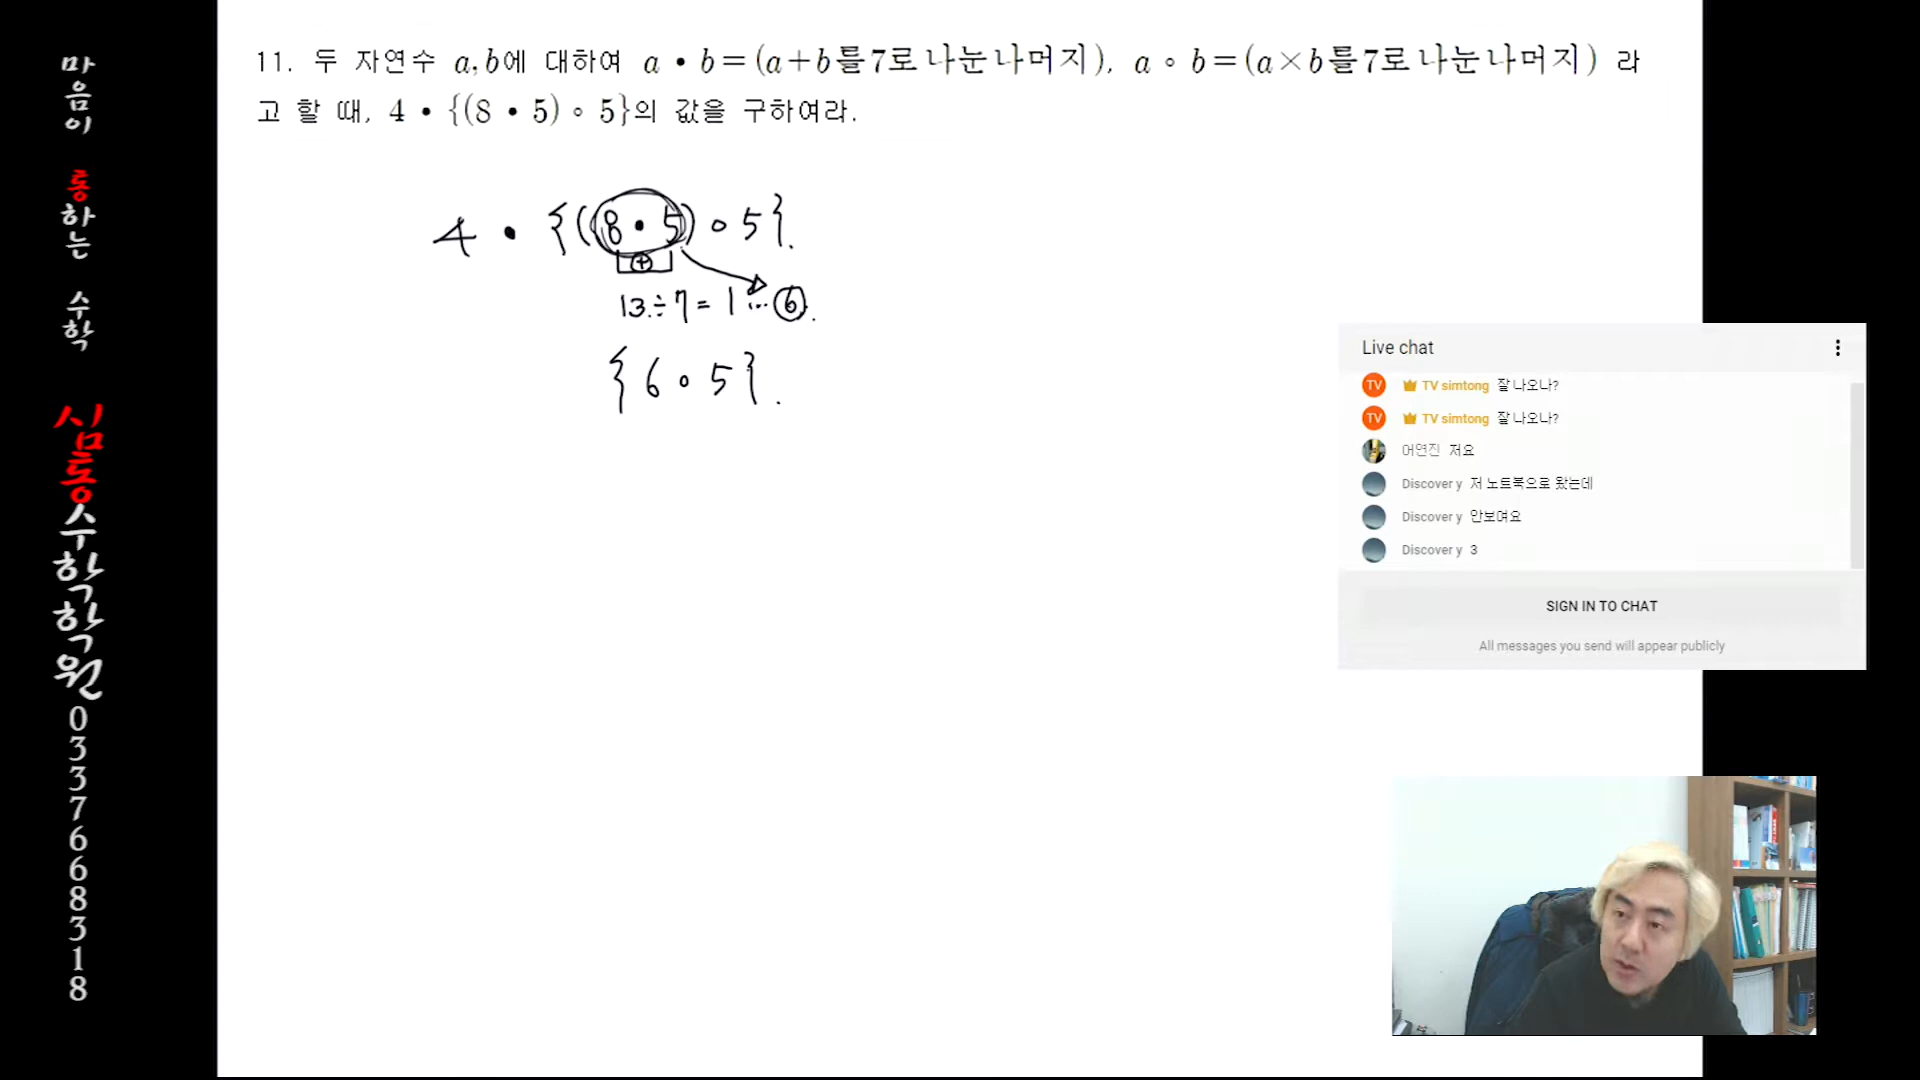 마음이 통하는 수학
심통수학학원
0337668318
11. 두 자연수 a, b에 대하여 a • b = (a+b를 7로 나눈 나머지), a ∘ b = (a×b를 7로 나눈 나머지) 라
고 할 때, 4 • {(8 • 5) ∘ 5}의 값을 구하여라.
4 • {(8 • 5) ∘ 5}.
+
13 ÷ 7 = 1 ... 6.
{6 ∘ 5}.
Live chat
TV TV simtong 잘 나오나?
TV TV simtong 잘 나오나?
어연진 저요
Discover y 저 노트북으로 왔는데
Discover y 안보여요
Discover y 3
SIGN IN TO CHAT
All messages you send will appear publicly